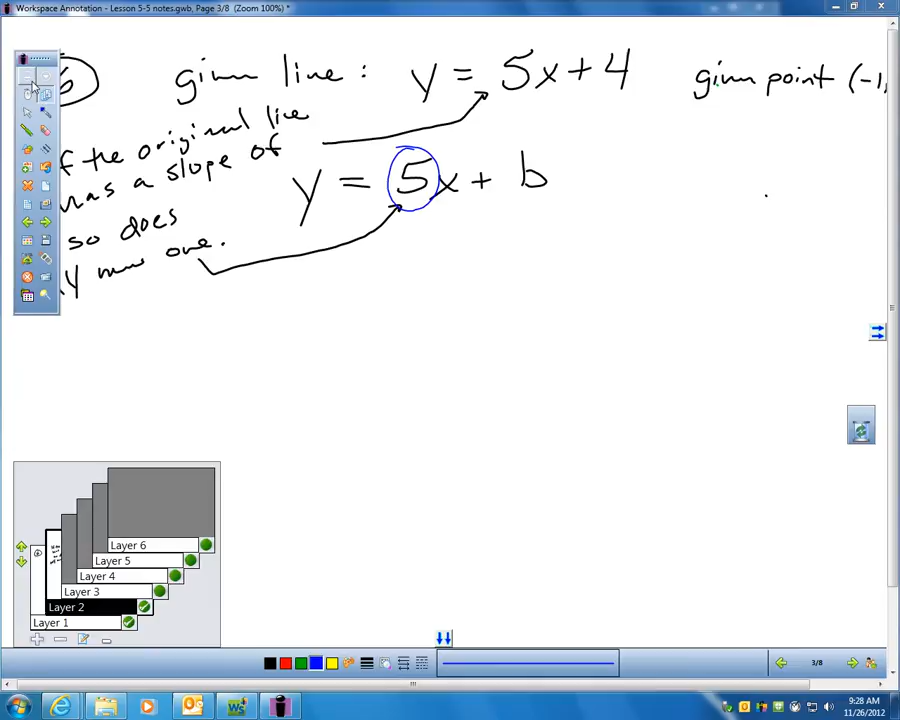 Workspace Annotation - Lesson 5-5 notes.gwb, Page 3/8 (Zoom 100%) *
6
given line : y = 5x + 4 given point (-1,
f the original line
has a slope of
so does
y new one.
y = 5x + b
Layer 6
Layer 5
Layer 4
Layer 3
Layer 2
Layer 1
3/8
9:28 AM
11/26/2012